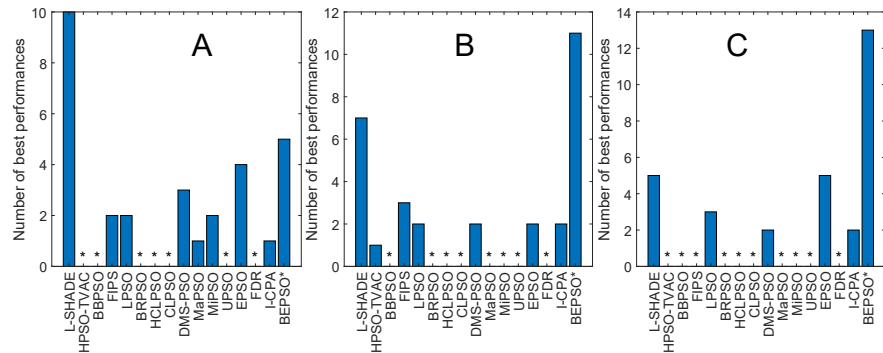 A
Number of best performances
10
8
6
4
2
0
* * * * * * *
L-SHADE
HPSO-TVAC
BBPSO
FIPS
LPSO
BRPSO
HCLPSO
CLPSO
DMS-PSO
MaPSO
MiPSO
UPSO
EPSO
FDR
I-CPA
BEPSO*
B
Number of best performances
12
10
8
6
4
2
0
* * * * * * * *
L-SHADE
HPSO-TVAC
BBPSO
FIPS
LPSO
BRPSO
HCLPSO
CLPSO
DMS-PSO
MaPSO
MiPSO
UPSO
EPSO
FDR
I-CPA
BEPSO*
C
Number of best performances
14
12
10
8
6
4
2
0
* * * * * * * * * *
L-SHADE
HPSO-TVAC
BBPSO
FIPS
LPSO
BRPSO
HCLPSO
CLPSO
DMS-PSO
MaPSO
MiPSO
UPSO
EPSO
FDR
I-CPA
BEPSO*